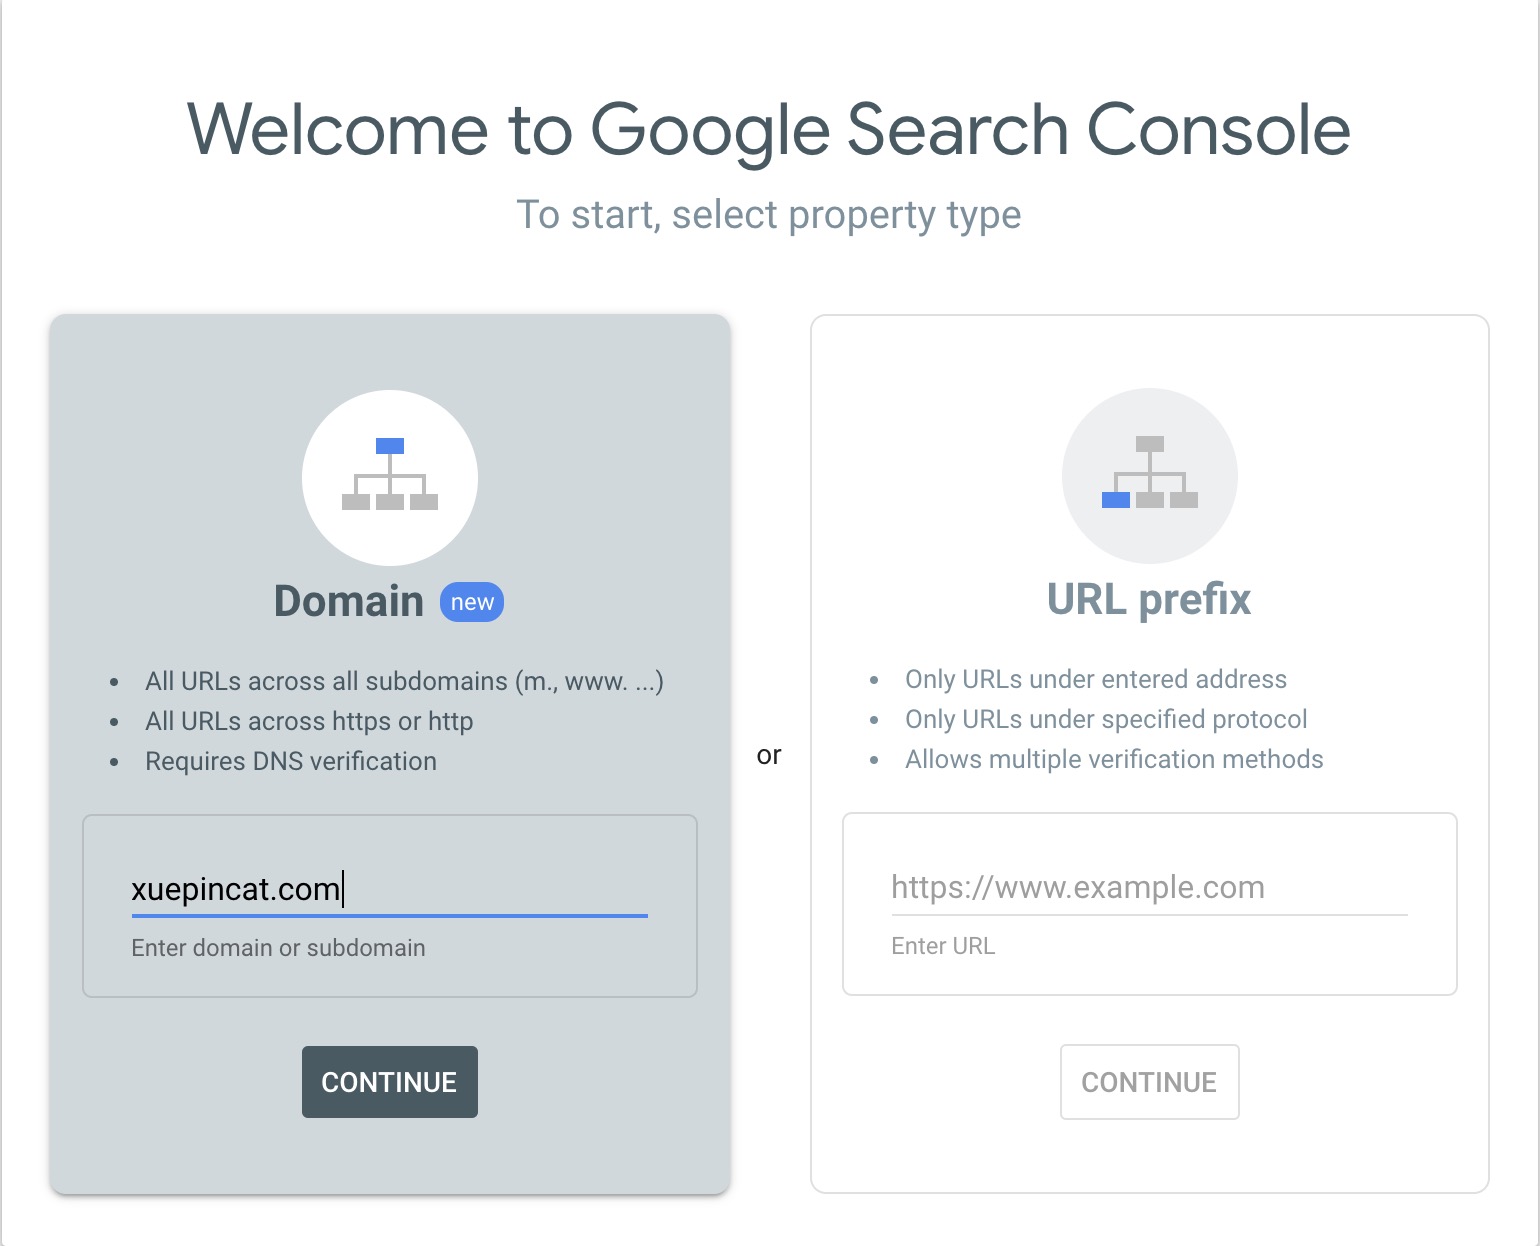 Welcome to Google Search Console
To start, select property type
Domain new
All URLs across all subdomains (m., www. ...)
All URLs across https or http
Requires DNS verification
xuepincat.com
Enter domain or subdomain
CONTINUE
or
URL prefix
Only URLs under entered address
Only URLs under specified protocol
Allows multiple verification methods
https://www.example.com
Enter URL
CONTINUE